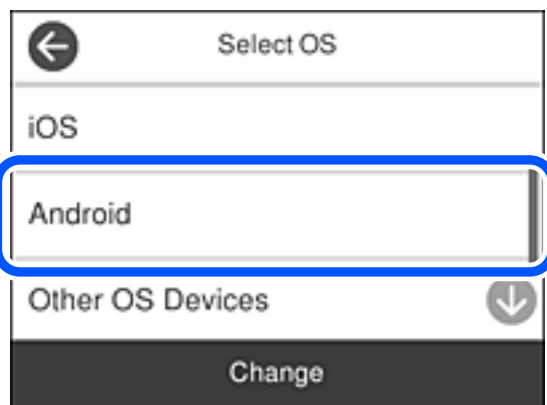 Select OS
iOS
Android
Other OS Devices
Change